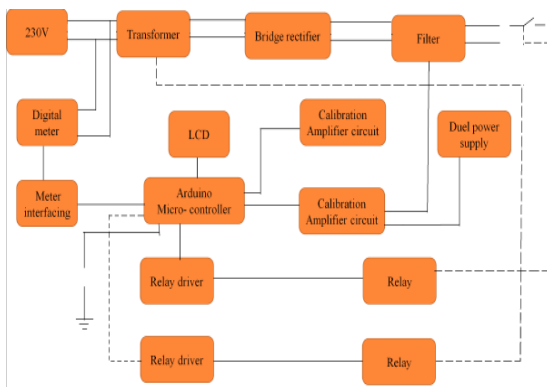 230V
Transformer
Bridge rectifier
Filter
Digital
meter
LCD
Calibration
Amplifier circuit
Duel power
supply
Meter
interfacing
Arduino
Micro- controller
Calibration
Amplifier circuit
Relay driver
Relay
Relay driver
Relay